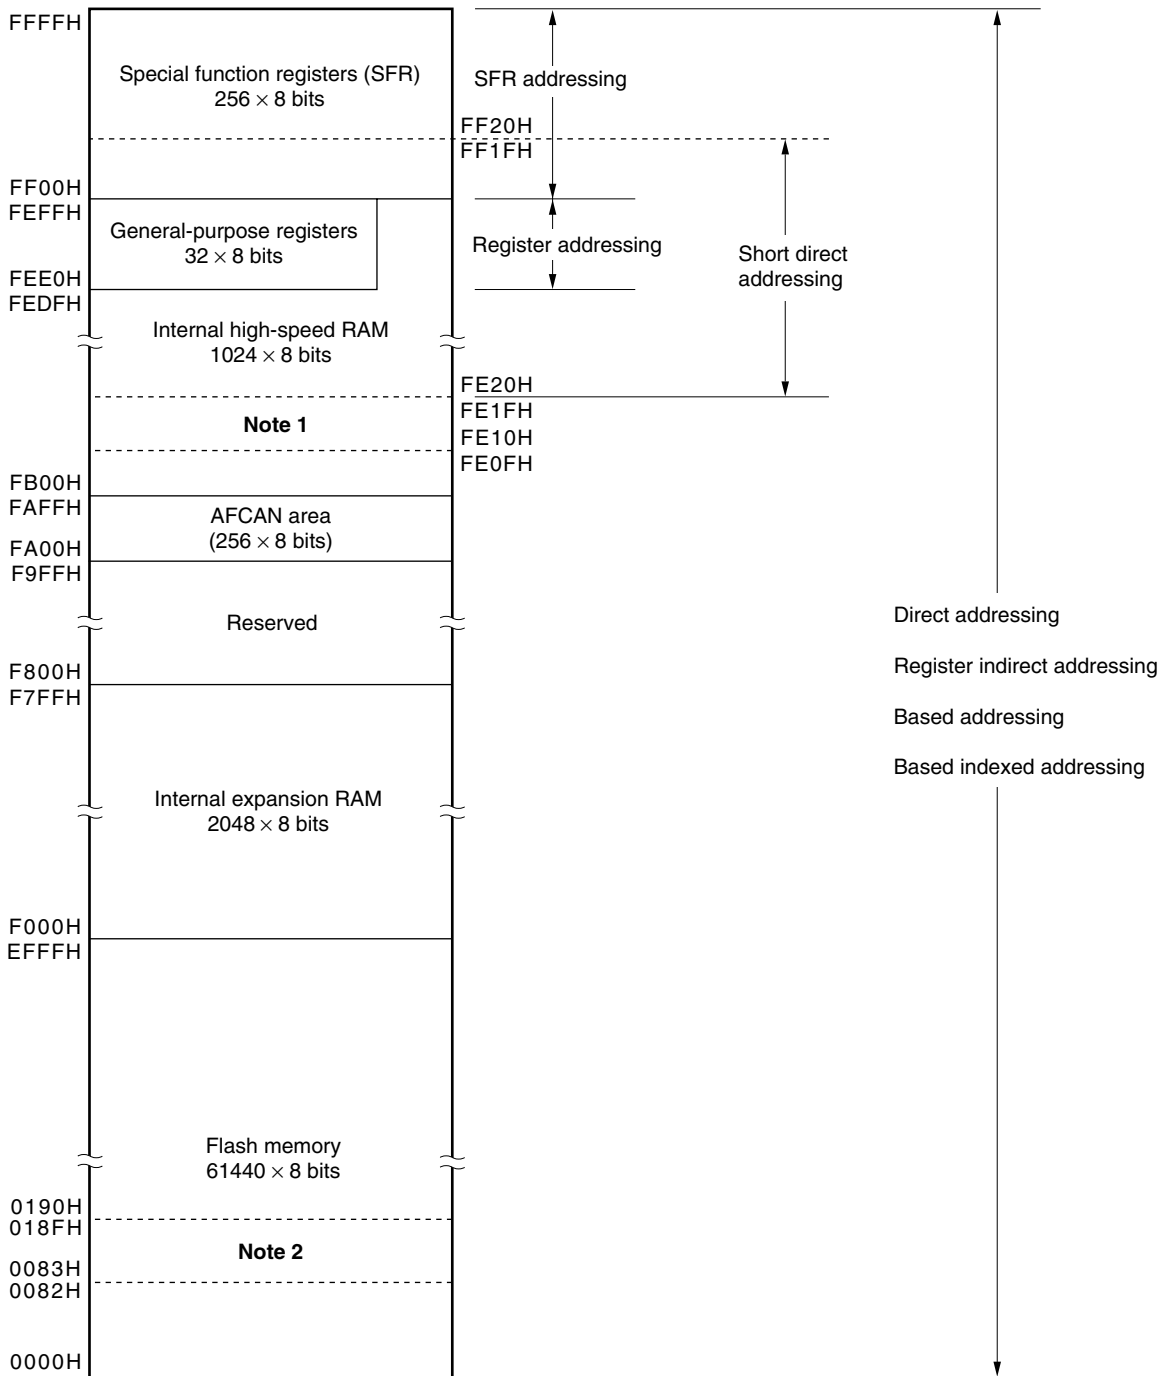 FFFFH
Special function registers (SFR)
256 × 8 bits
SFR addressing
FF20H
FF1FH
FF00H
FEFFH
General-purpose registers
32 × 8 bits
Register addressing
Short direct
addressing
FEE0H
FEDFH
Internal high-speed RAM
1024 × 8 bits
FE20H
FE1FH
Note 1
FE10H
FE0FH
FB00H
FAFFH
AFCAN area
(256 × 8 bits)
FA00H
F9FFH
Reserved
Direct addressing
Register indirect addressing
Based addressing
Based indexed addressing
F800H
F7FFH
Internal expansion RAM
2048 × 8 bits
F000H
EFFFH
Flash memory
61440 × 8 bits
0190H
018FH
Note 2
0083H
0082H
0000H